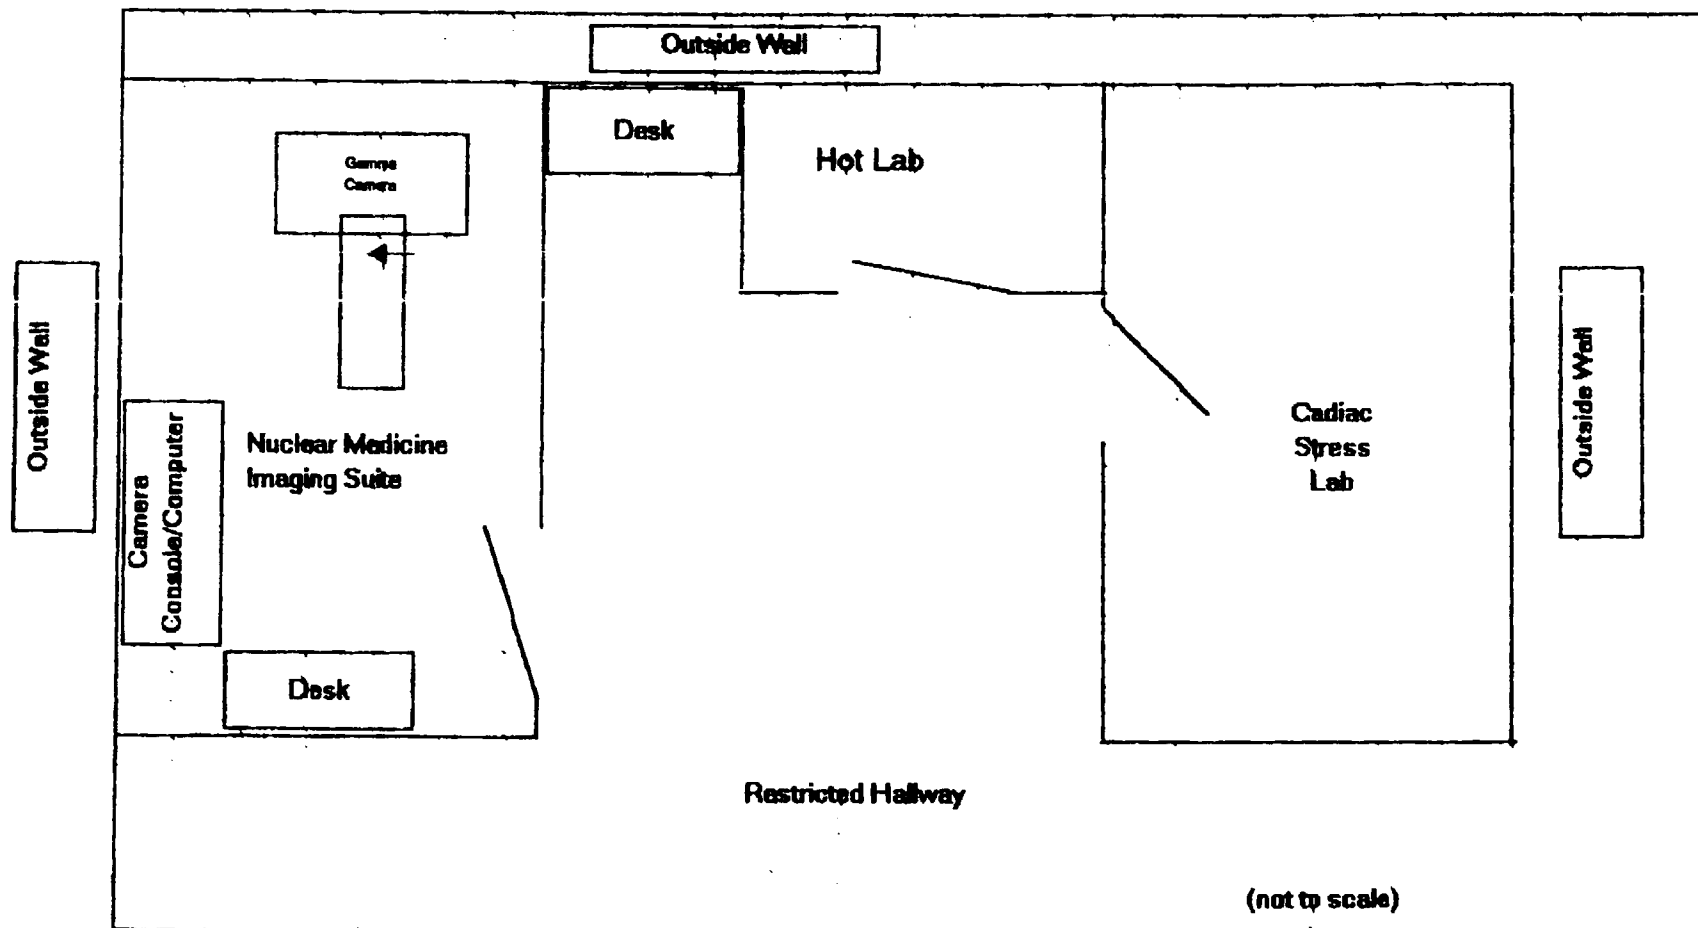 Outside Wall
Desk
Hot Lab
Gamma
Camera
Outside Wall
Outside Wall
Cadiac
Stress
Lab
Nuclear Medicine
Imaging Suite
Camera
Console/Computer
Desk
Restricted Hallway
(not to scale)